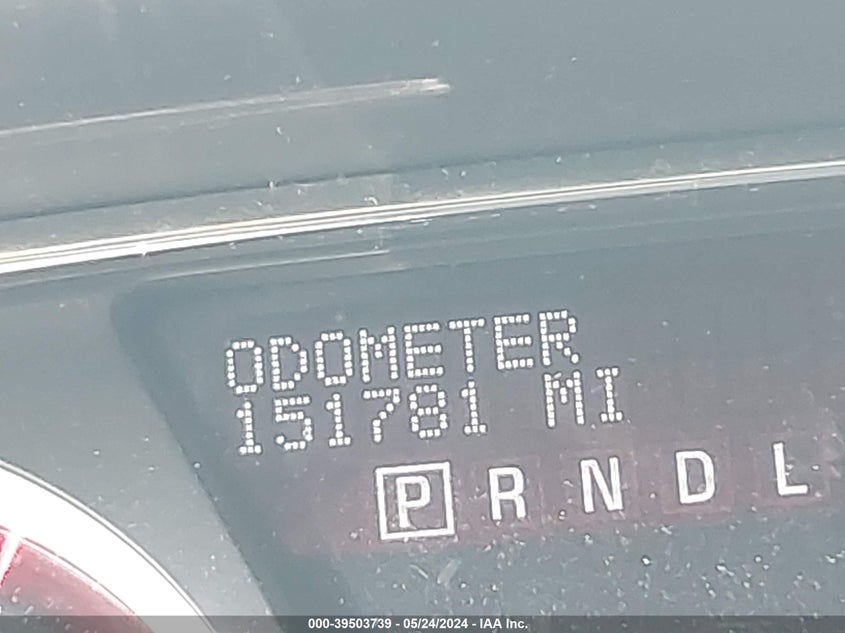 ODOMETER
151781 MI
P R N D L
000-39503739 - 05/24/2024 - IAA Inc.